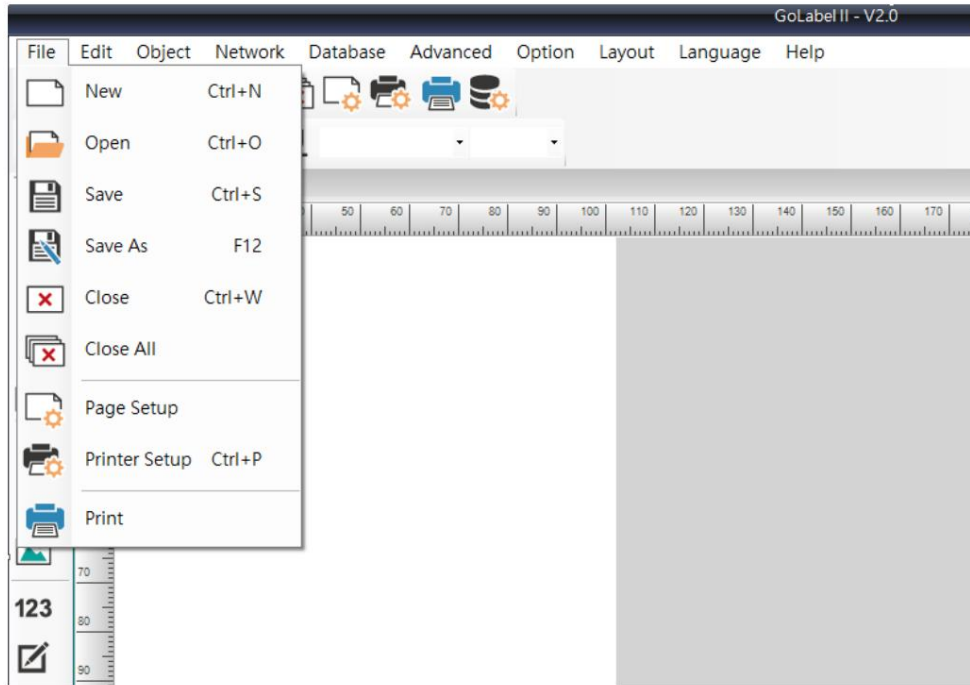 GoLabel II - V2.0
File Edit Object Network Database Advanced Option Layout Language Help
New Ctrl+N
Open Ctrl+O
Save Ctrl+S
Save As F12
Close Ctrl+W
Close All
Page Setup
Printer Setup Ctrl+P
Print
50 60 70 80 90 100 110 120 130 140 150 160 170
70
123
80
90